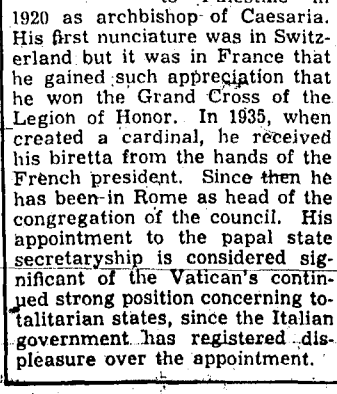 to Palestine in
1920 as archbishop of Caesaria.
His first nunciature was in Switz-
erland but it was in France that
he gained such appreciation that
he won the Grand Cross of the
Legion of Honor. In 1935, when
created a cardinal, he received
his biretta from the hands of the
French president. Since then he
has been in Rome as head of the
congregation of the council. His
appointment to the papal state
secretaryship is considered sig-
nificant of the Vatican's contin-
ued strong position concerning to-
talitarian states, since the Italian
government has registered dis-
pleasure over the appointment.